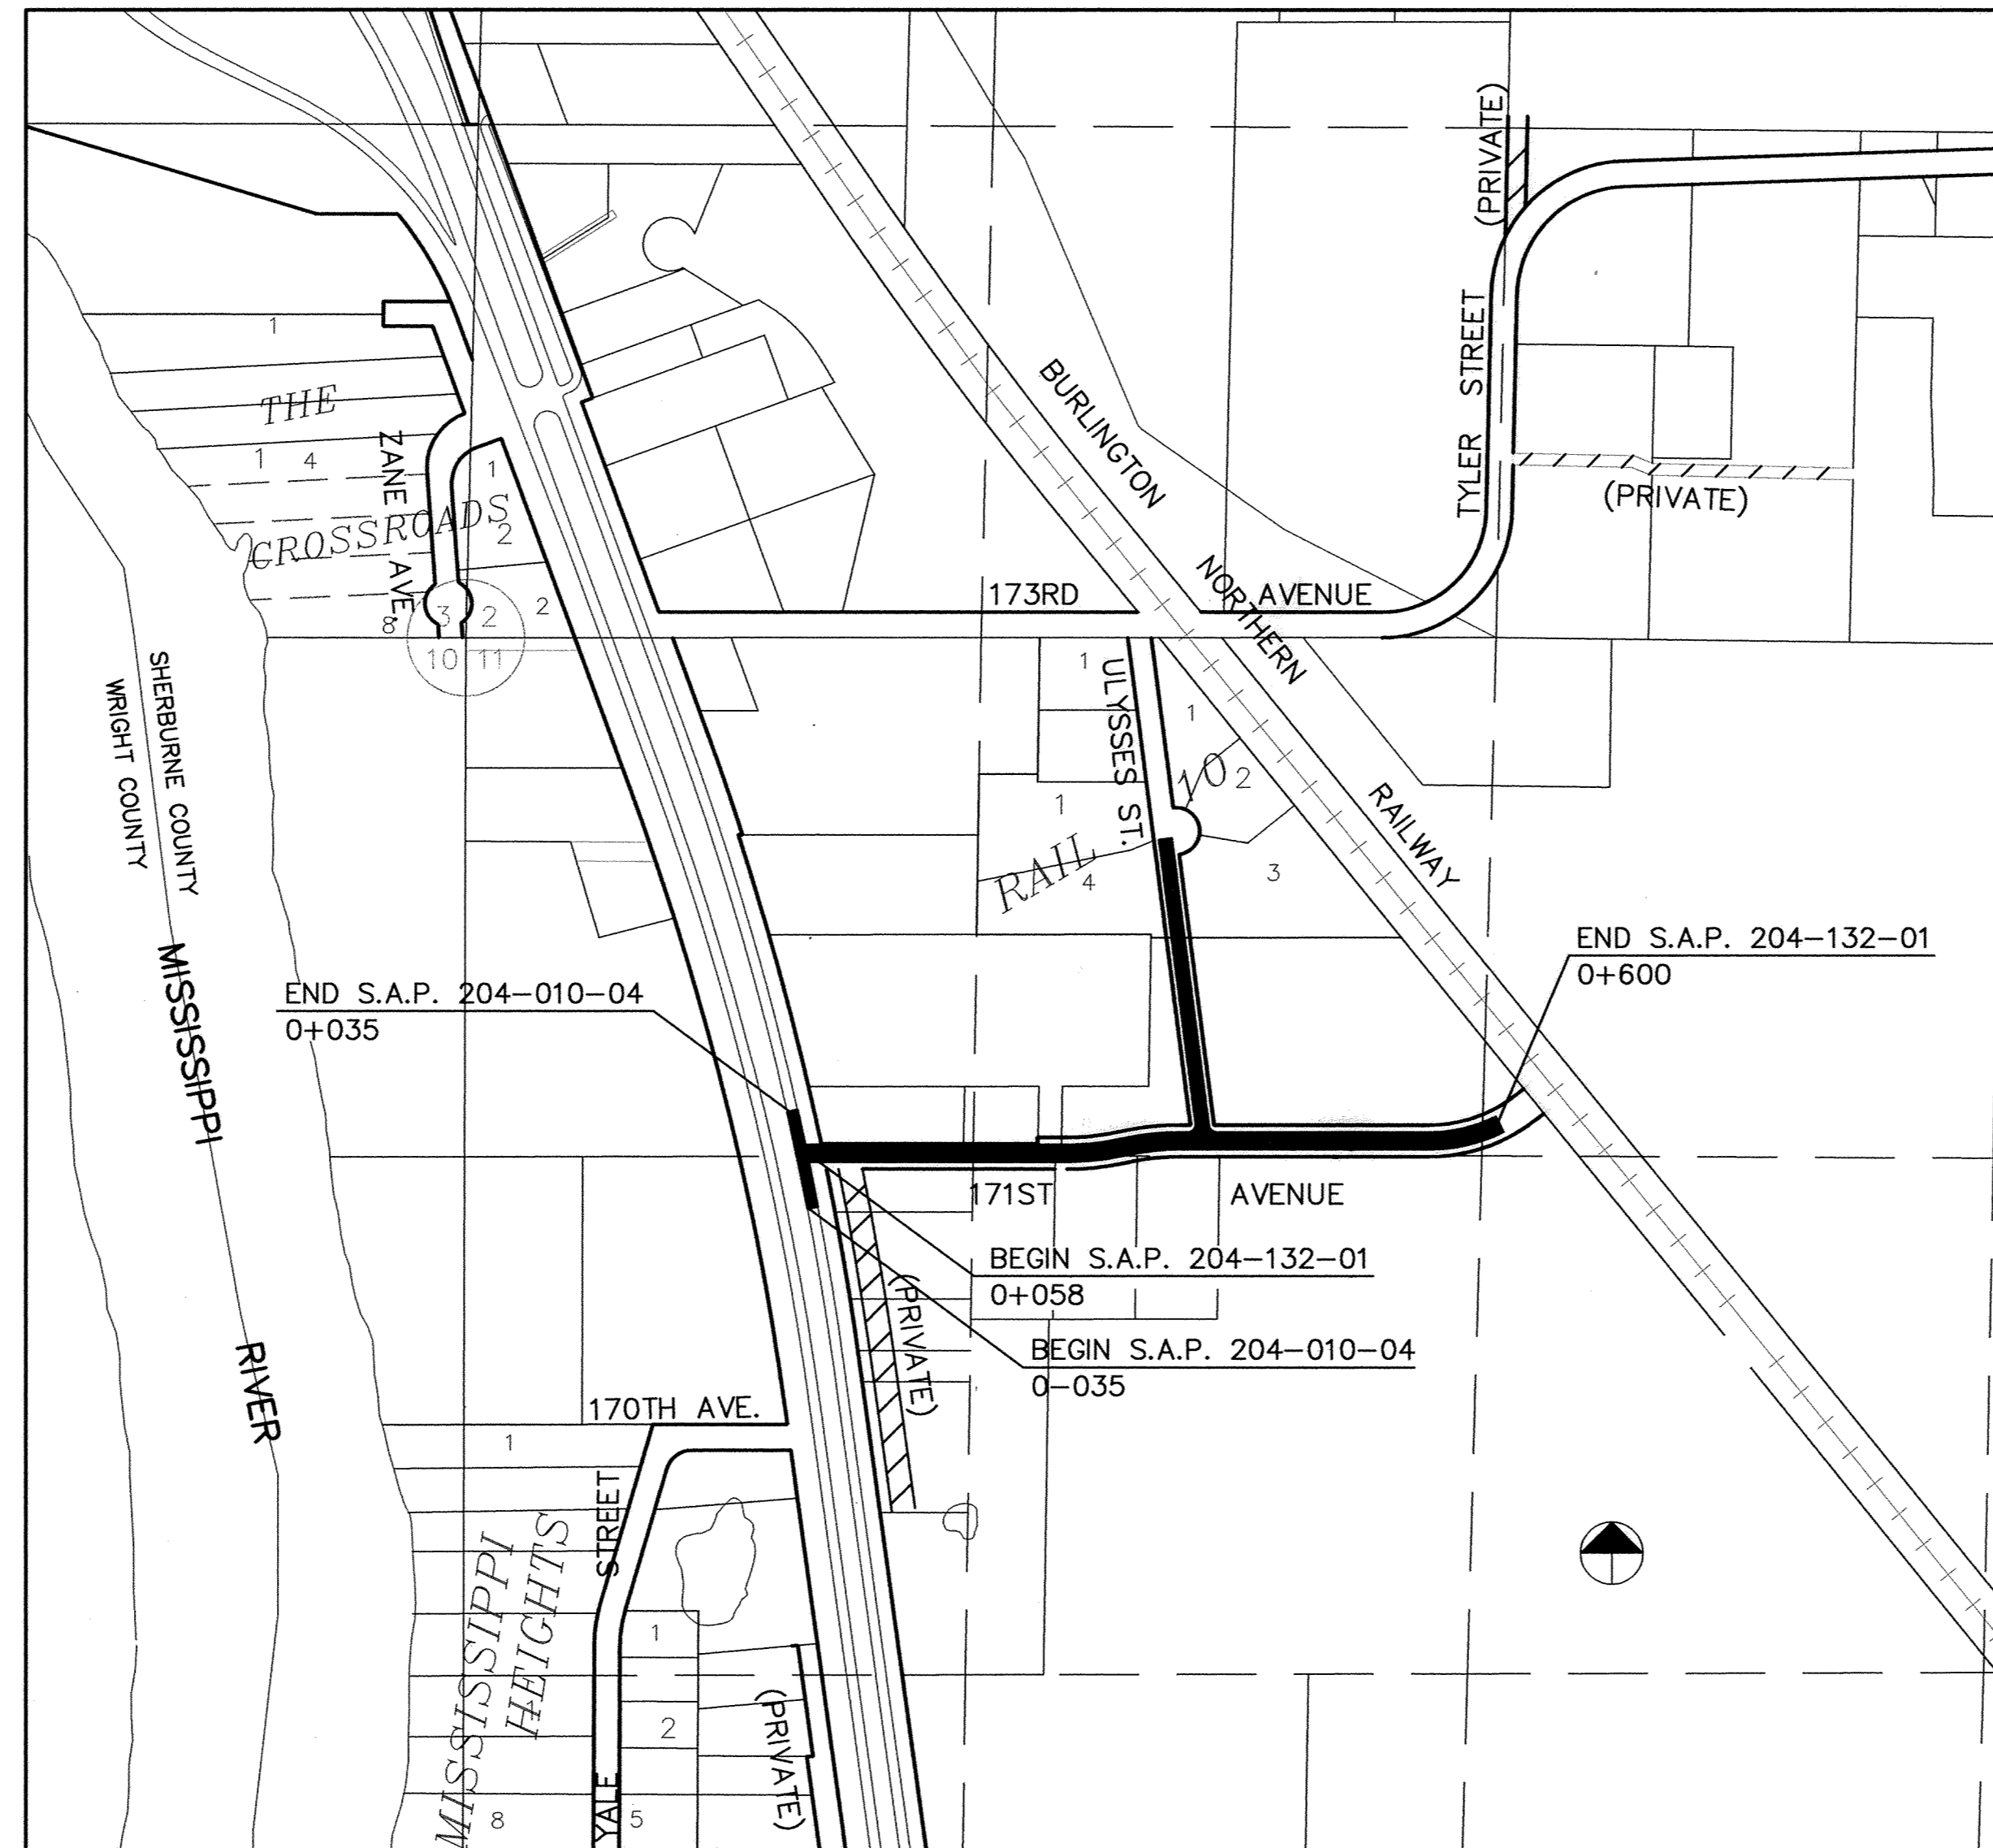 (PRIVATE)
TYLER STREET
(PRIVATE)
BURLINGTON
NORTHERN
RAILWAY
1
THE
1 4
ZANE AVE.
1
CROSSROADS
2
173RD AVENUE
3 2
2
8
10 11
SHERBURNE COUNTY
WRIGHT COUNTY
ULYSSES ST.
1
1
RAIL 10
2
1
4
3
MISSISSIPPI
RIVER
END S.A.P. 204-132-01
0+600
END S.A.P. 204-010-04
0+035
171ST AVENUE
BEGIN S.A.P. 204-132-01
0+058
(PRIVATE)
BEGIN S.A.P. 204-010-04
0-035
170TH AVE.
1
YALE STREET
MISSISSIPPI
HEIGHTS
1
2
(PRIVATE)
8
5